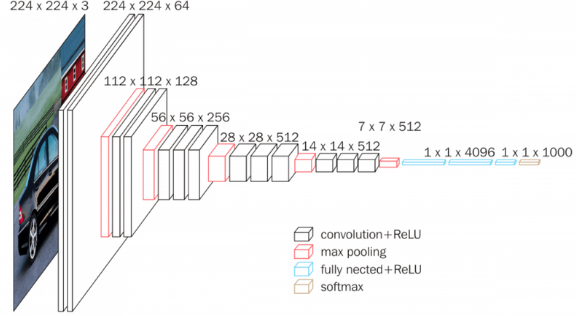 224 x 224 x 3
224 x 224 x 64
112 x 112 x 128
56 x 56 x 256
28 x 28 x 512
14 x 14 x 512
7 x 7 x 512
1 x 1 x 4096
1 x 1 x 1000
convolution+ReLU
max pooling
fully nected+ReLU
softmax